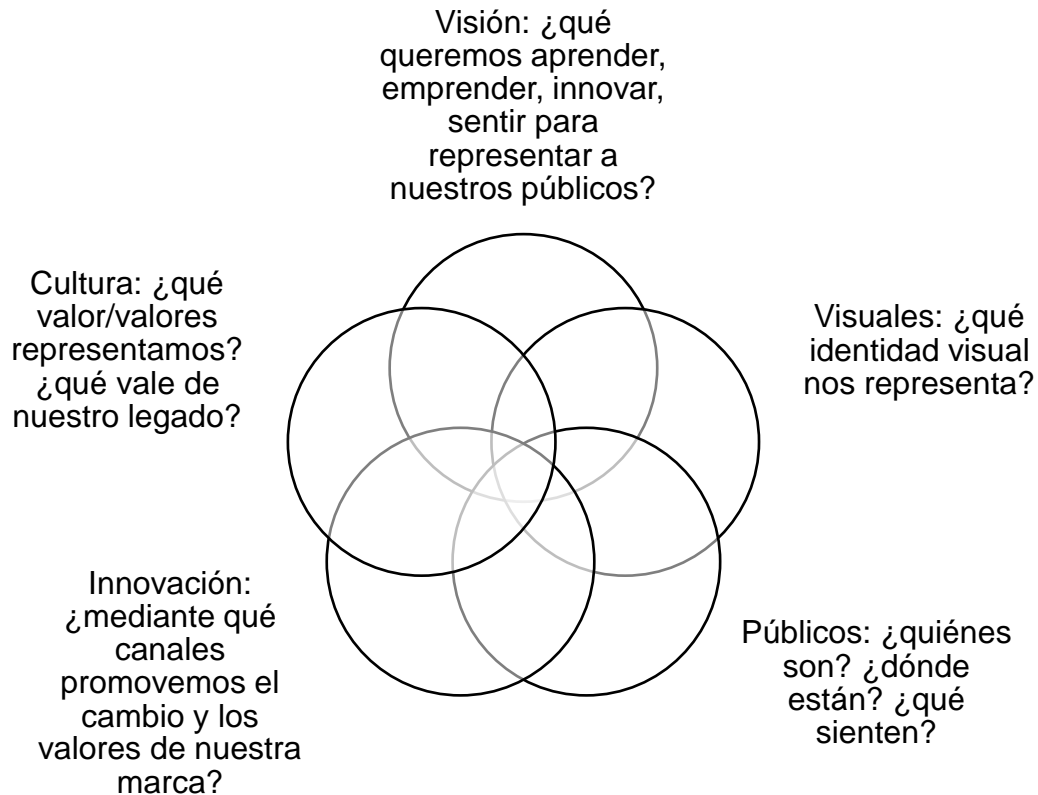 Visión: ¿qué
queremos aprender,
emprender, innovar,
sentir para
representar a
nuestros públicos?
Visuales: ¿qué
identidad visual
nos representa?
Públicos: ¿quiénes
son? ¿dónde
están? ¿qué
sienten?
Innovación:
¿mediante qué
canales
promovemos el
cambio y los
valores de nuestra
marca?
Cultura: ¿qué
valor/valores
representamos?
¿qué vale de
nuestro legado?